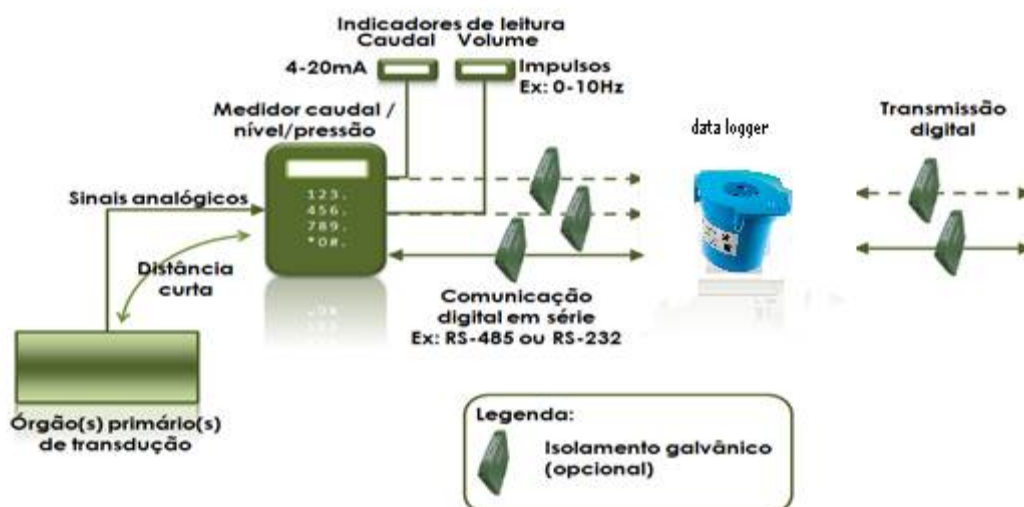 Indicadores de leitura
Caudal
Volume
4-20mA
Impulsos
Ex: 0-10Hz
Medidor caudal /
nível/pressão
data logger
Transmissão
digital
123.
456.
789.
*0#.
Sinais analógicos
Distância
curta
Comunicação
digital em série
Ex: RS-485 ou RS-232
Órgão(s) primário(s)
de transdução
Legenda:
Isolamento galvânico
(opcional)